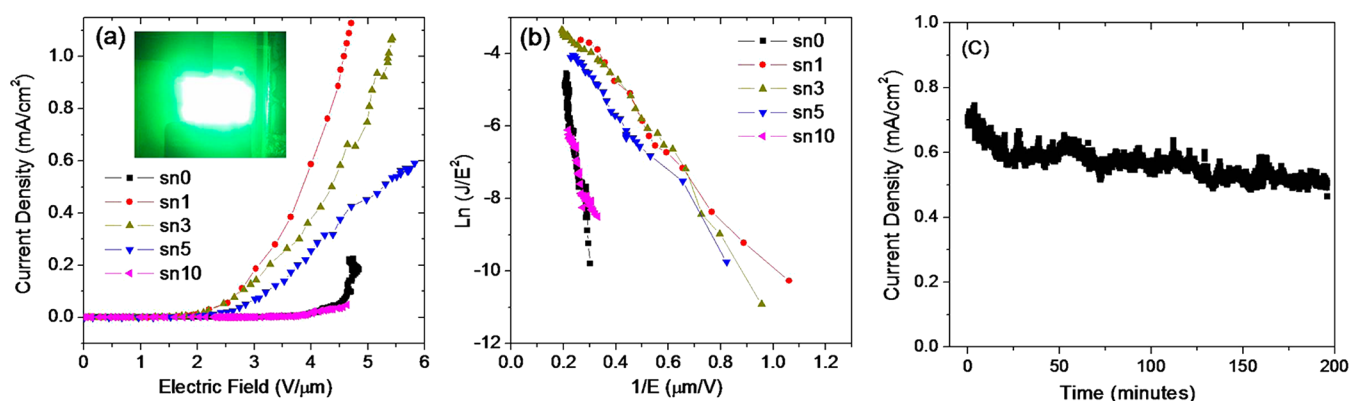 (a)
Current Density (mA/cm²)
1.0
0.8
0.6
0.4
0.2
0.0
sn0
sn1
sn3
sn5
sn10
0 1 2 3 4 5 6
Electric Field (V/μm)
(b)
Ln (J/E²)
-4
-6
-8
-10
-12
sn0
sn1
sn3
sn5
sn10
0.0 0.2 0.4 0.6 0.8 1.0 1.2
1/E (μm/V)
(C)
Current Density (mA/cm²)
1.0
0.8
0.6
0.4
0.2
0.0
0 50 100 150 200
Time (minutes)